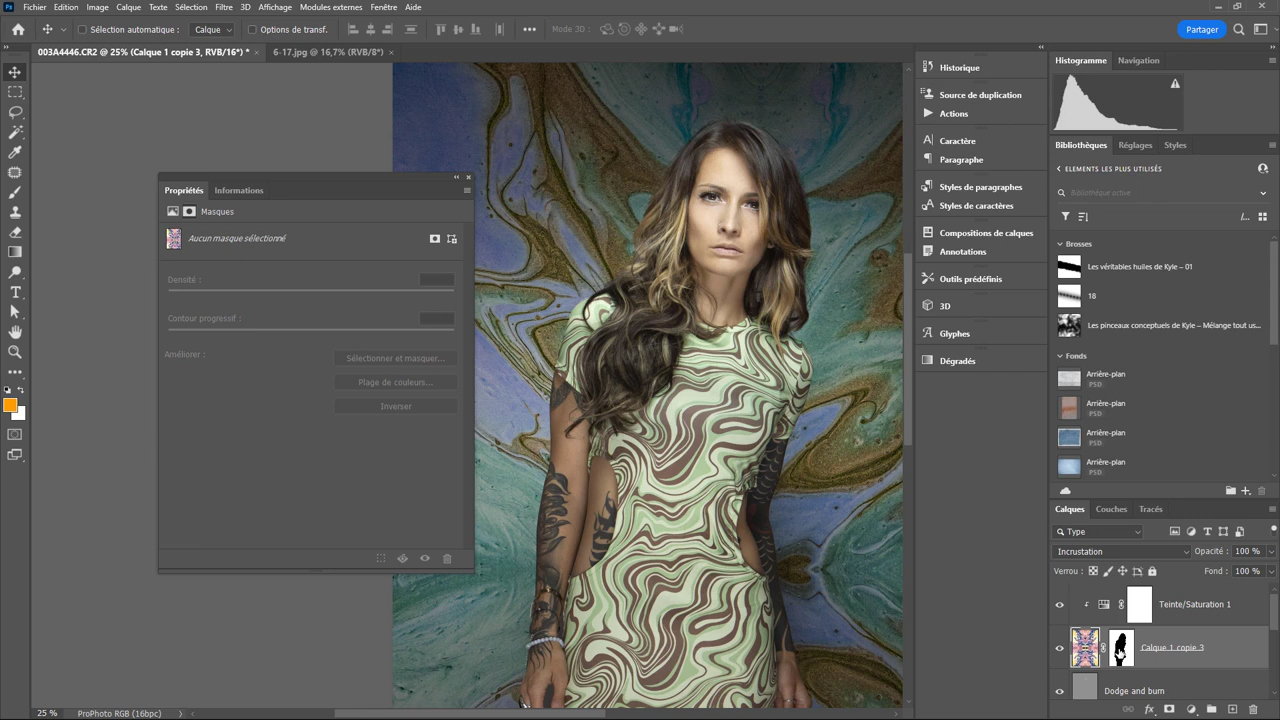 Ps Fichier Edition Image Calque Texte Sélection Filtre 3D Affichage Modules externes Fenêtre Aide
Sélection automatique : Calque Options de transf. Mode 3D : Partager
003A4446.CR2 @ 25% (Calque 1 copie 3, RVB/16*) * × 6-17.jpg @ 16,7% (RVB/8*) ×
Propriétés Informations
Masques
Aucun masque sélectionné
Densité :
Contour progressif :
Améliorer :
Sélectionner et masquer...
Plage de couleurs...
Inverser
Historique
Source de duplication
Actions
Caractère
Paragraphe
Styles de paragraphes
Styles de caractères
Compositions de calques
Annotations
Outils prédéfinis
3D
Glyphes
Dégradés
Histogramme Navigation
Bibliothèques Réglages Styles
ELEMENTS LES PLUS UTILISÉS
Bibliothèque active
Brosses
Les véritables huiles de Kyle – 01
18
Les pinceaux conceptuels de Kyle – Mélange tout us...
Fonds
Arrière-plan
PSD
Arrière-plan
PSD
Arrière-plan
PSD
Arrière-plan
PSD
Calques Couches Tracés
Type
Incrustation Opacité : 100 %
Verrou : Fond : 100 %
Teinte/Saturation 1
Calque 1 copie 3
Dodge and burn
25 % ProPhoto RGB (16bpc)